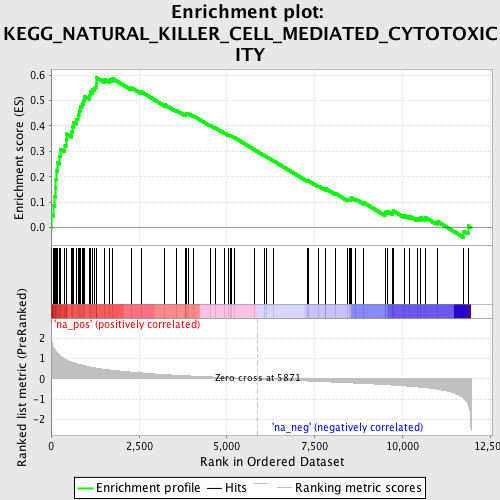 Enrichment plot:
KEGG_NATURAL_KILLER_CELL_MEDIATED_CYTOTOXIC
ITY
Enrichment score (ES)
0.6
0.5
0.4
0.3
0.2
0.1
0.0
'na_pos' (positively correlated)
Ranked list metric (PreRanked)
2
1
0
-1
-2
Zero cross at 5871
'na_neg' (negatively correlated)
0
2,500
5,000
7,500
10,000
12,500
Rank in Ordered Dataset
Enrichment profile
Hits
Ranking metric scores